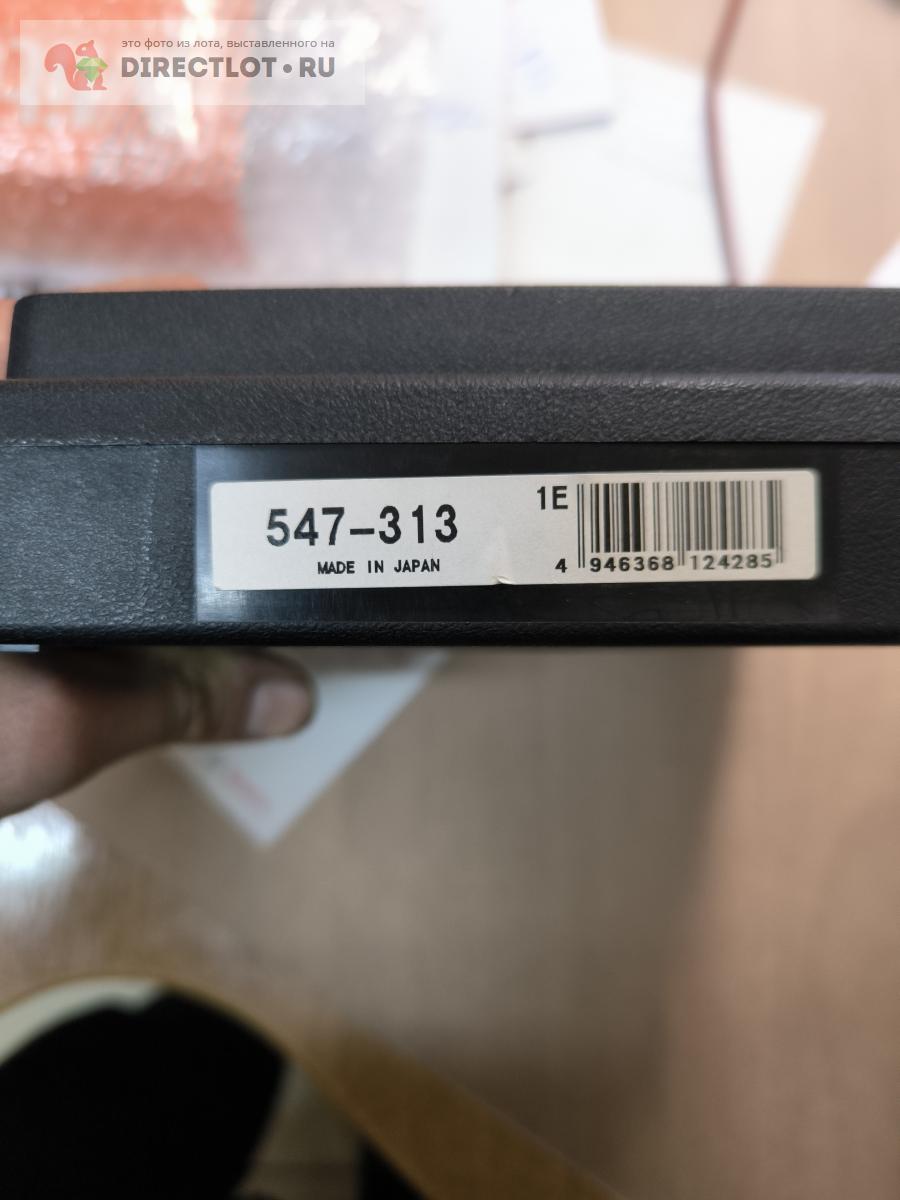 это фото из лота, выставленного на
DIRECTLOT•RU
547-313
MADE IN JAPAN
1E
4 946368 124285